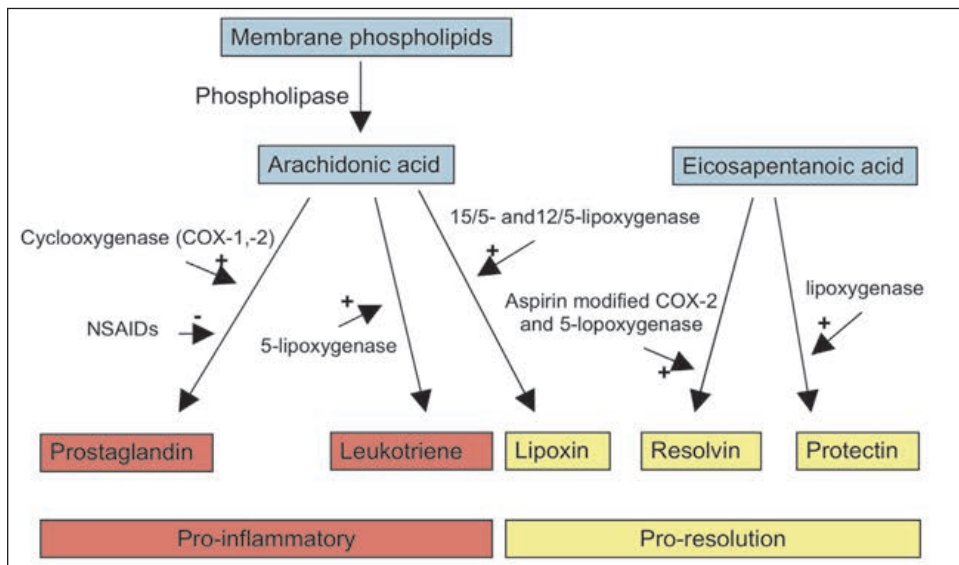 Membrane phospholipids
Phospholipase
Arachidonic acid
Eicosapentanoic acid
15/5- and12/5-lipoxygenase
+
Cyclooxygenase (COX-1,-2)
+
NSAIDs
-
+
5-lipoxygenase
Aspirin modified COX-2
and 5-lopoxygenase
+
lipoxygenase
+
Prostaglandin
Leukotriene
Lipoxin
Resolvin
Protectin
Pro-inflammatory
Pro-resolution